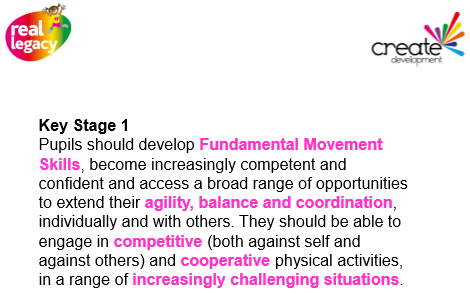 real
legacy
create
development
Key Stage 1
Pupils should develop Fundamental Movement
Skills, become increasingly competent and
confident and access a broad range of opportunities
to extend their agility, balance and coordination,
individually and with others. They should be able to
engage in competitive (both against self and
against others) and cooperative physical activities,
in a range of increasingly challenging situations.